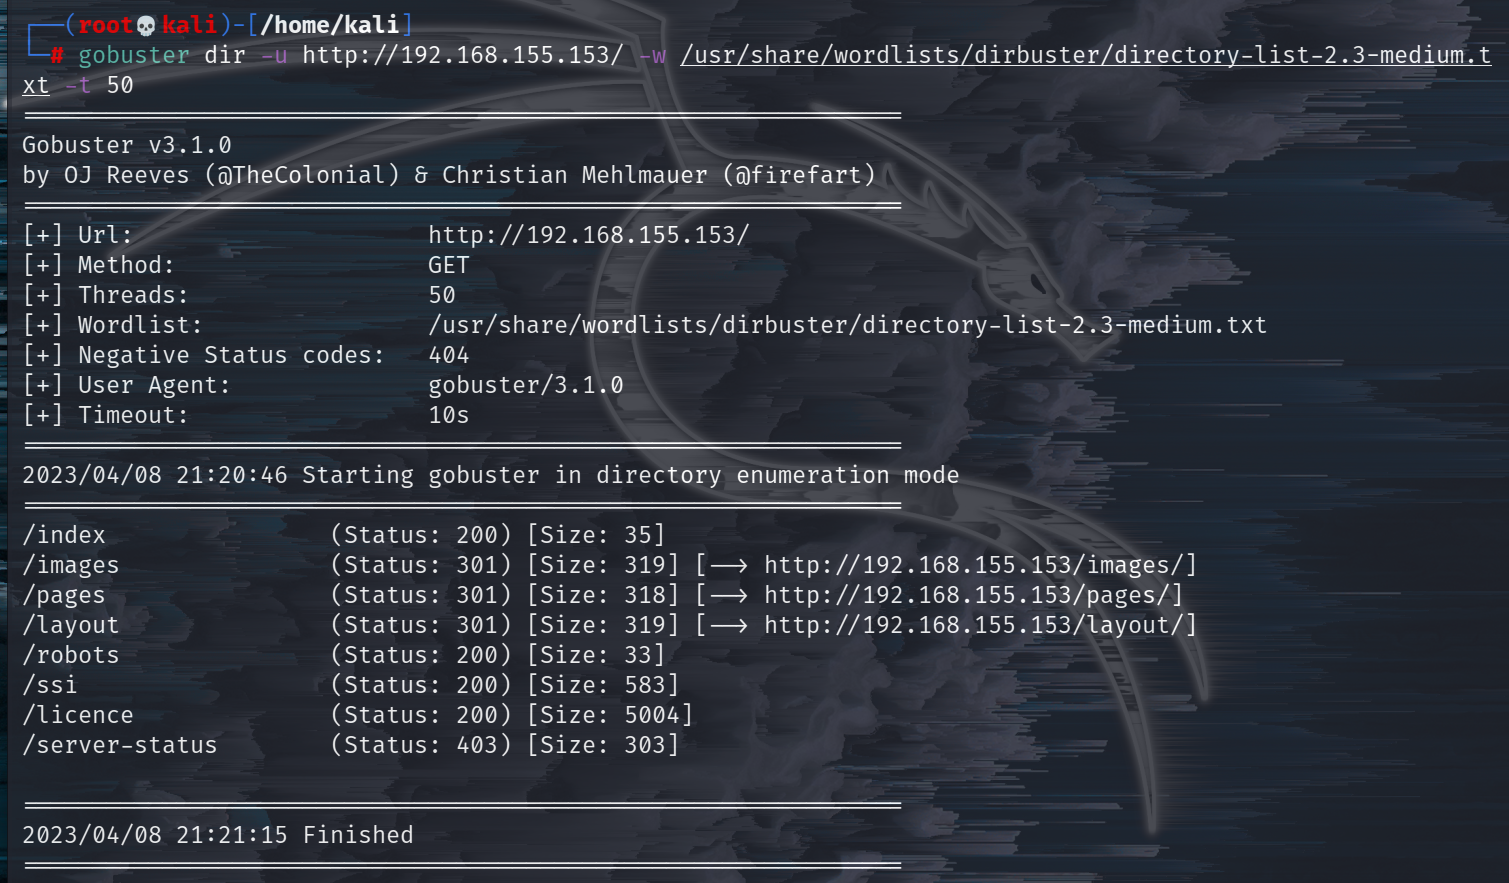 ┌──(root💀kali)-[/home/kali]
└─# gobuster dir -u http://192.168.155.153/ -w /usr/share/wordlists/dirbuster/directory-list-2.3-medium.t
xt -t 50
===============================================================
Gobuster v3.1.0
by OJ Reeves (@TheColonial) & Christian Mehlmauer (@firefart)
===============================================================
[+] Url:                     http://192.168.155.153/
[+] Method:                  GET
[+] Threads:                 50
[+] Wordlist:                /usr/share/wordlists/dirbuster/directory-list-2.3-medium.txt
[+] Negative Status codes:   404
[+] User Agent:              gobuster/3.1.0
[+] Timeout:                 10s
===============================================================
2023/04/08 21:20:46 Starting gobuster in directory enumeration mode
===============================================================
/index                (Status: 200) [Size: 35]
/images               (Status: 301) [Size: 319] [--> http://192.168.155.153/images/]
/pages                (Status: 301) [Size: 318] [--> http://192.168.155.153/pages/]
/layout               (Status: 301) [Size: 319] [--> http://192.168.155.153/layout/]
/robots               (Status: 200) [Size: 33]
/ssi                  (Status: 200) [Size: 583]
/licence              (Status: 200) [Size: 5004]
/server-status        (Status: 403) [Size: 303]
===============================================================
2023/04/08 21:21:15 Finished
===============================================================